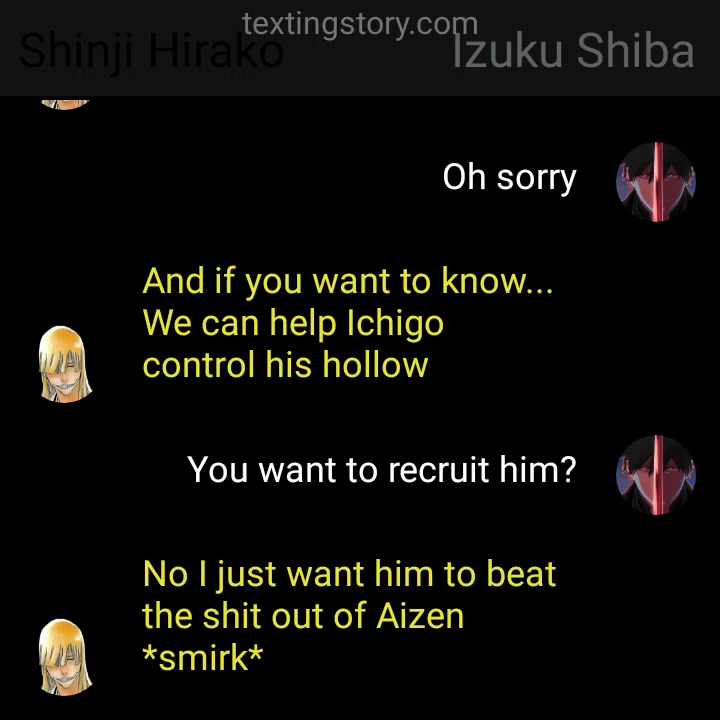 textingstory.com
Shinji Hirako
Izuku Shiba
Oh sorry
And if you want to know...
We can help Ichigo
control his hollow
You want to recruit him?
No I just want him to beat
the shit out of Aizen
*smirk*